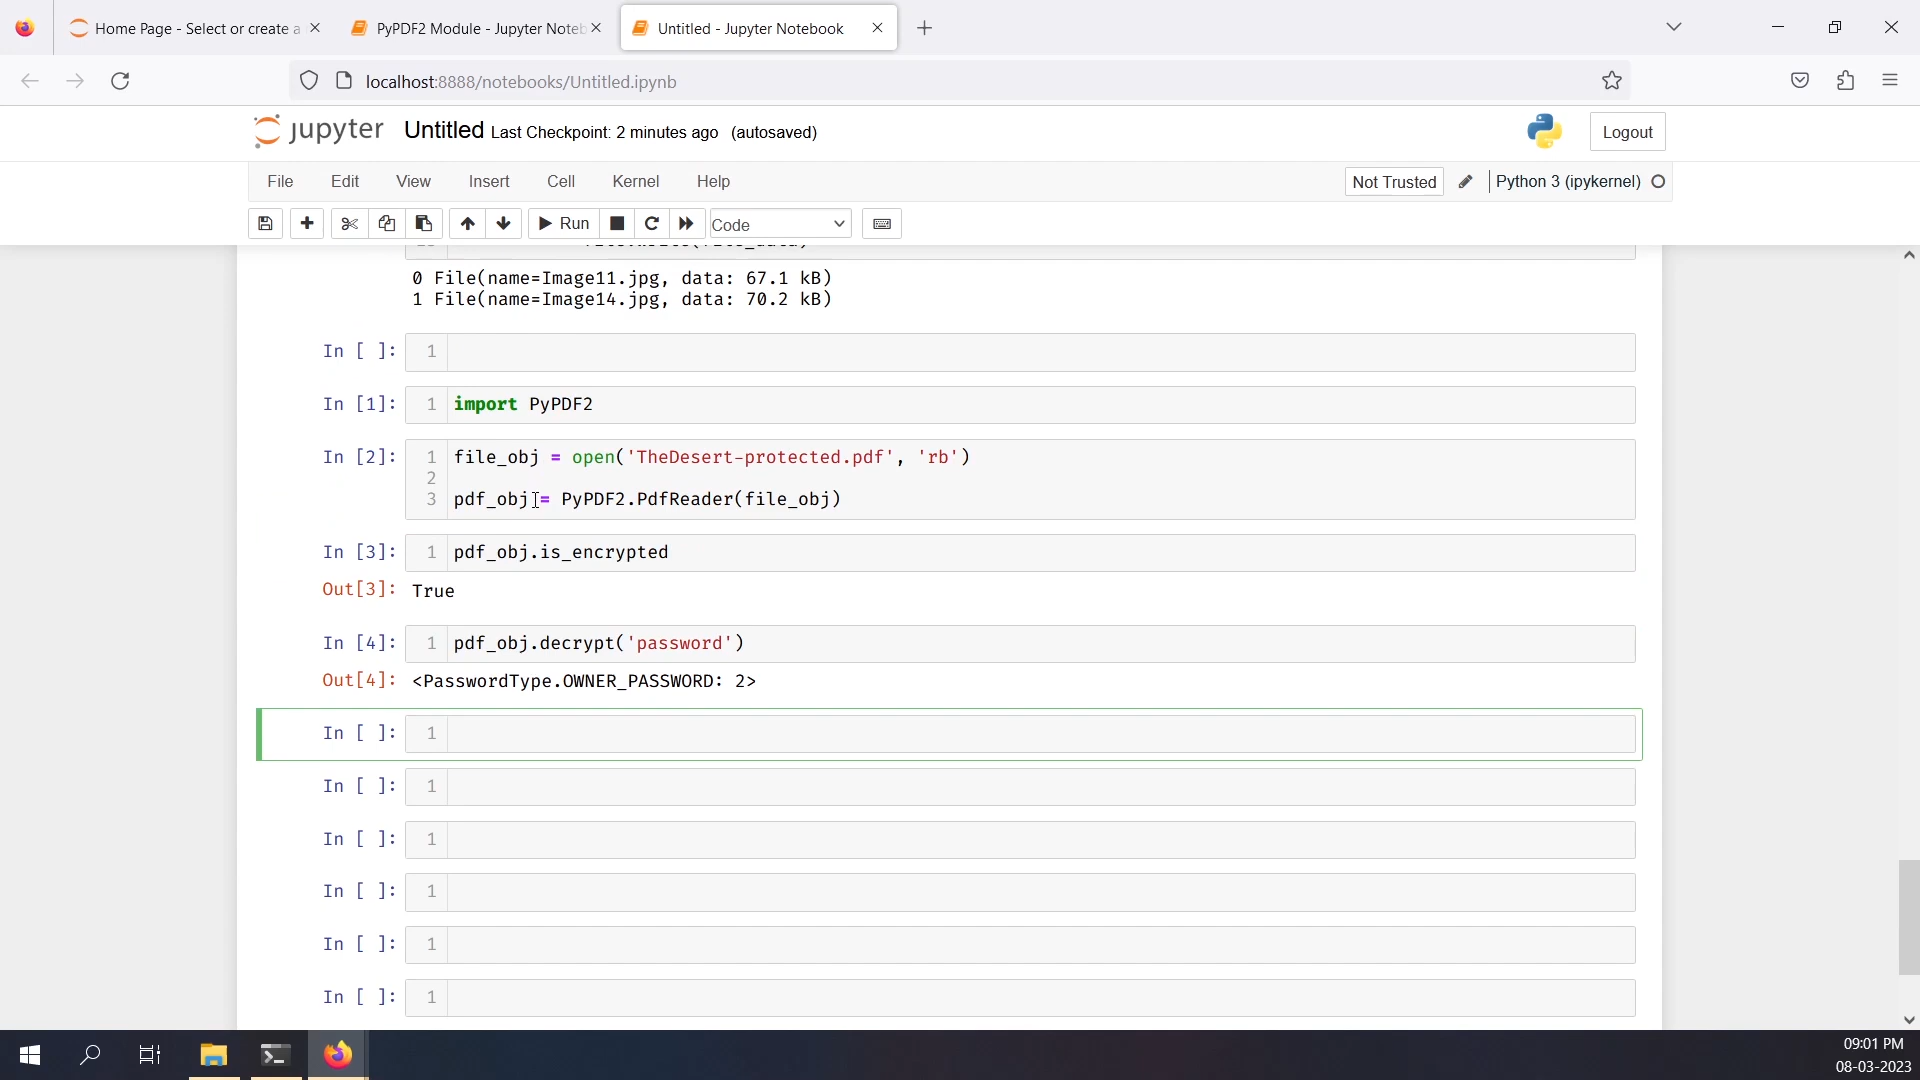 Home Page - Select or create a
PyPDF2 Module - Jupyter Noteb
Untitled - Jupyter Notebook
localhost:8888/notebooks/Untitled.ipynb
jupyter Untitled Last Checkpoint: 2 minutes ago (autosaved)
Logout
File Edit View Insert Cell Kernel Help
Not Trusted
Python 3 (ipykernel)
Run
Code
0 File(name=Image11.jpg, data: 67.1 kB)
1 File(name=Image14.jpg, data: 70.2 kB)
In [ ]: 1
In [1]: 1 import PyPDF2
In [2]: 1 file_obj = open('TheDesert-protected.pdf', 'rb')
2
3 pdf_obj = PyPDF2.PdfReader(file_obj)
In [3]: 1 pdf_obj.is_encrypted
Out[3]: True
In [4]: 1 pdf_obj.decrypt('password')
Out[4]: <PasswordType.OWNER_PASSWORD: 2>
In [ ]: 1
In [ ]: 1
In [ ]: 1
In [ ]: 1
In [ ]: 1
In [ ]: 1
09:01 PM
08-03-2023